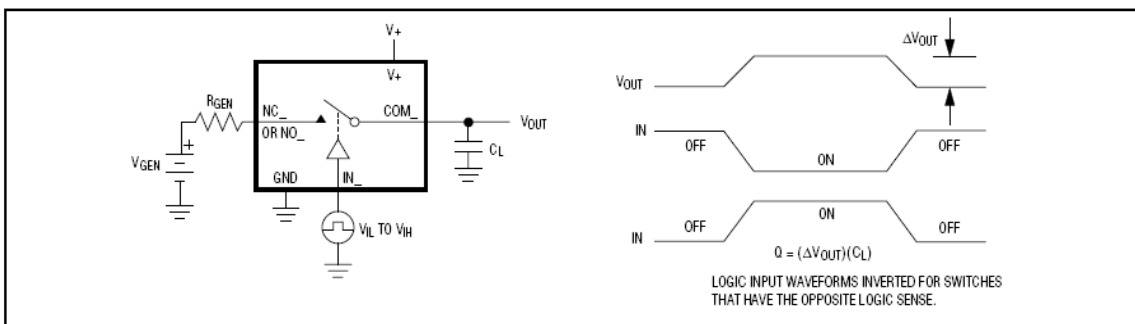 V+
V+
RGEN
NC_
OR NO_
COM_
VOUT
VGEN
+
CL
GND
IN_
VIL TO VIH
ΔVOUT
VOUT
IN
OFF
ON
OFF
IN
OFF
ON
OFF
Q = (ΔVOUT)(CL)
LOGIC INPUT WAVEFORMS INVERTED FOR SWITCHES
THAT HAVE THE OPPOSITE LOGIC SENSE.